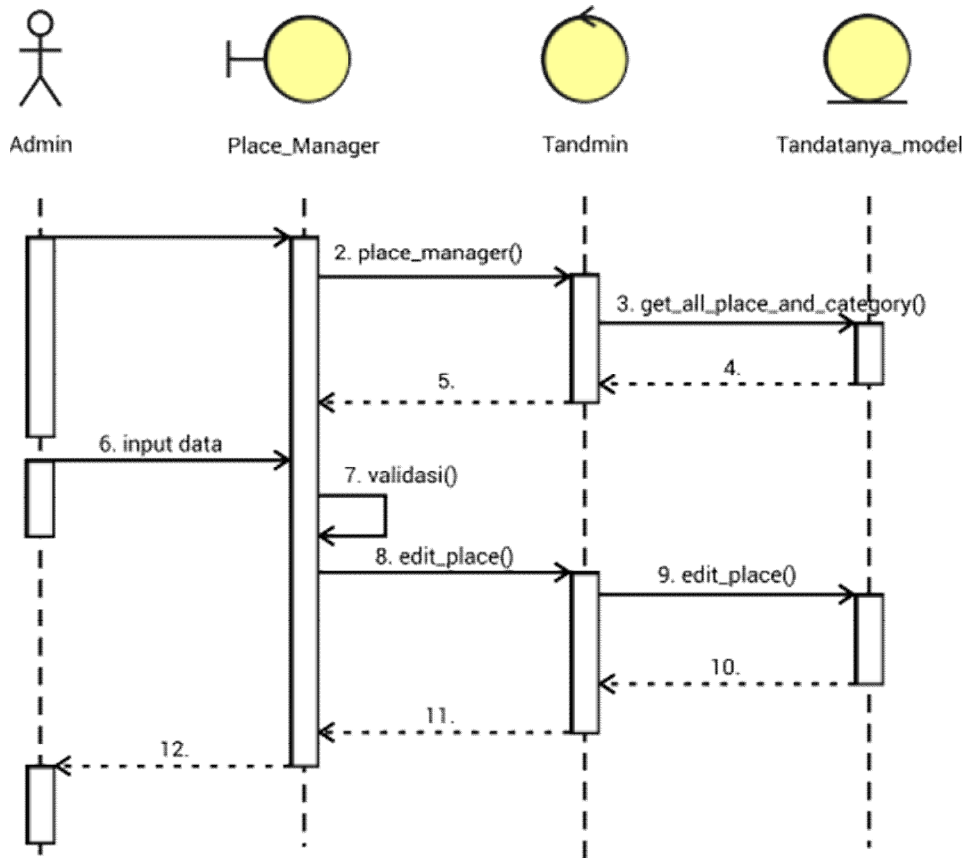 Admin
Place_Manager
Tandmin
Tandatanya_model
2. place_manager()
3. get_all_place_and_category()
4.
5.
6. input data
7. validasi()
8. edit_place()
9. edit_place()
10.
11.
12.